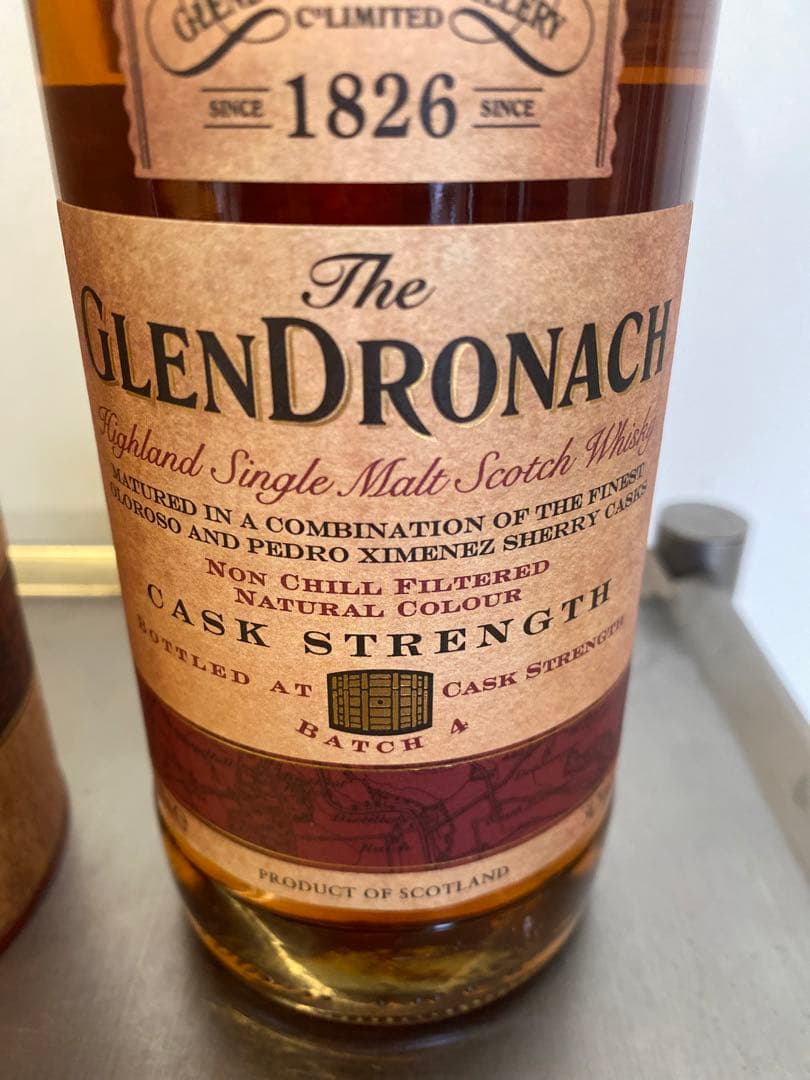 Cº LIMITED
SINCE 1826 SINCE
The
GLENDRONACH
Highland Single Malt Scotch Whisky
MATURED IN A COMBINATION OF THE FINEST
OLOROSO AND PEDRO XIMENEZ SHERRY CASKS
NON CHILL FILTERED
NATURAL COLOUR
CASK STRENGTH
BOTTLED AT CASK STRENGTH
BATCH 4
PRODUCT OF SCOTLAND